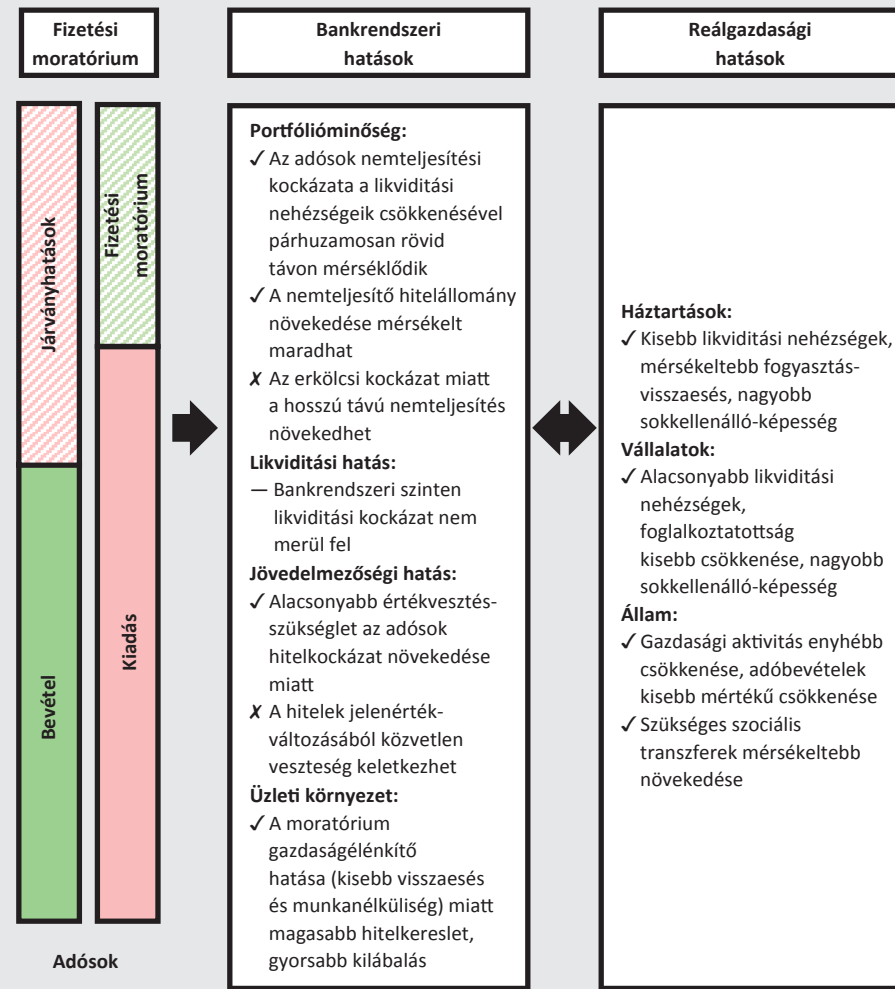 Fizetési
moratórium
Bankrendszeri
hatások
Reálgazdasági
hatások
Járványhatások
Fizetési
moratórium
Bevétel
Kiadás
Adósok
Portfólióminőség:
✓ Az adósok nemteljesítési
kockázata a likviditási
nehézségeik csökkenésével
párhuzamosan rövid
távon mérséklődik
✓ A nemteljesítő hitelállomány
növekedése mérsékelt
maradhat
✗ Az erkölcsi kockázat miatt
a hosszú távú nemteljesítés
növekedhet
Likviditási hatás:
— Bankrendszeri szinten
likviditási kockázat nem
merül fel
Jövedelmezőségi hatás:
✓ Alacsonyabb értékvesztés-
szükséglet az adósok
hitelkockázat növekedése
miatt
✗ A hitelek jelenérték-
változásából közvetlen
veszteség keletkezhet
Üzleti környezet:
✓ A moratórium
gazdaságélénkítő
hatása (kisebb visszaesés
és munkanélküliség) miatt
magasabb hitelkereslet,
gyorsabb kilábalás
Háztartások:
✓ Kisebb likviditási nehézségek,
mérsékeltebb fogyasztás-
visszaesés, nagyobb
sokkellenálló-képesség
Vállalatok:
✓ Alacsonyabb likviditási
nehézségek,
foglalkoztatottság
kisebb csökkenése, nagyobb
sokkellenálló-képesség
Állam:
✓ Gazdasági aktivitás enyhébb
csökkenése, adóbevételek
kisebb mértékű csökkenése
✓ Szükséges szociális
transzferek mérsékeltebb
növekedése